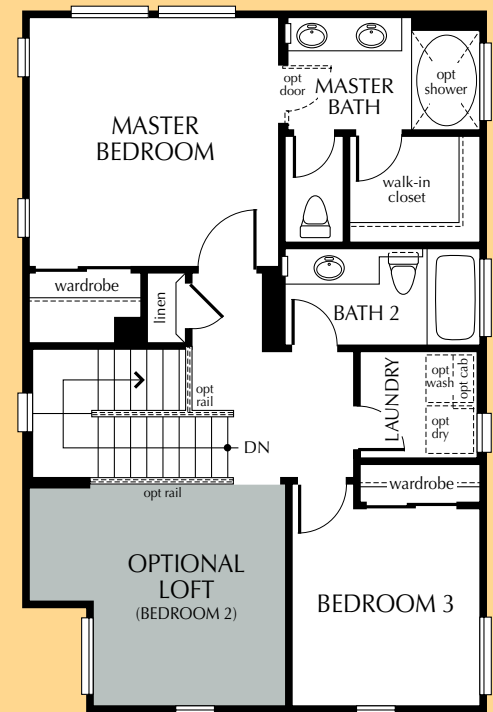 MASTER
BEDROOM
opt
door
MASTER
BATH
opt
shower
walk-in
closet
wardrobe
linen
BATH 2
opt
rail
LAUNDRY
opt
wash
opt cab
opt
dry
DN
opt rail
wardrobe
OPTIONAL
LOFT
(BEDROOM 2)
BEDROOM 3